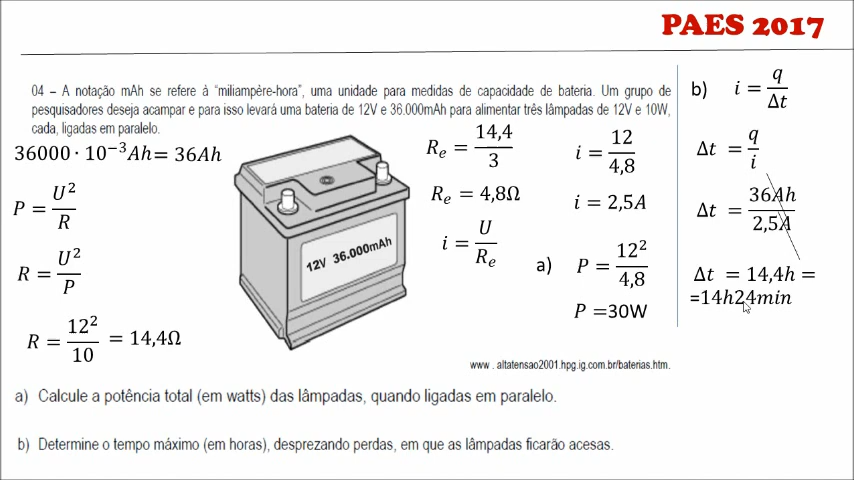 PAES 2017
04 – A notação mAh se refere à “miliampère-hora”, uma unidade para medidas de capacidade de bateria. Um grupo de
pesquisadores deseja acampar e para isso levará uma bateria de 12V e 36.000mAh para alimentar três lâmpadas de 12V e 10W,
cada, ligadas em paralelo.
36000 · 10⁻³Ah = 36Ah
P = U²/R
R = U²/P
R = 12²/10 = 14,4Ω
12V 36.000mAh
Rₑ = 14,4/3
Rₑ = 4,8Ω
i = U/Rₑ
i = 12/4,8
i = 2,5A
a) P = 12²/4,8
P =30W
b) i = q/Δt
Δt = q/i
Δt = 36Ah/2,5A
Δt = 14,4h =
=14h24min
www . altatensao2001.hpg.ig.com.br/baterias.htm.
a) Calcule a potência total (em watts) das lâmpadas, quando ligadas em paralelo.
b) Determine o tempo máximo (em horas), desprezando perdas, em que as lâmpadas ficarão acesas.